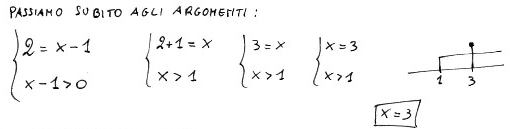 PASSIAMO SUBITO AGLI ARGOMENTI:
{2 = x - 1 {2+1 = x {3 = x {x = 3
{x - 1 > 0 {x > 1 {x > 1 {x > 1
1 3
x = 3